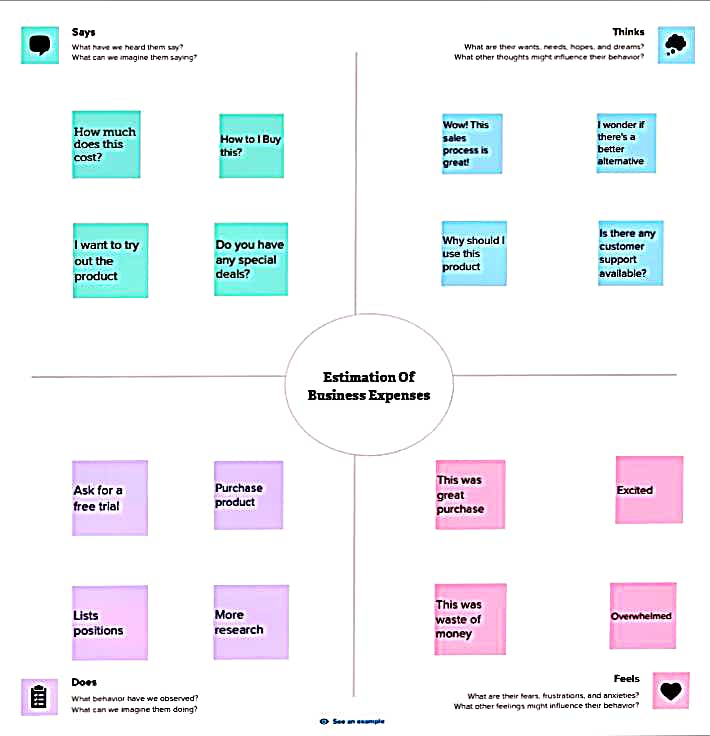 Says
What have we heard them say?
What can we imagine them saying?
Thinks
What are their wants, needs, hopes, and dreams?
What other thoughts might influence their behavior?
How much
does this
cost?
How to I Buy
this?
Wow! This
sales
process is
great!
I wonder if
there's a
better
alternative
I want to try
out the
product
Do you have
any special
deals?
Why should I
use this
product
Is there any
customer
support
available?
Estimation Of
Business Expenses
Ask for a
free trial
Purchase
product
This was
great
purchase
Excited
Lists
positions
More
research
This was
waste of
money
Overwhelmed
Does
What behavior have we observed?
What can we imagine them doing?
Feels
What are their fears, frustrations, and anxieties?
What other feelings might influence their behavior?
See an example